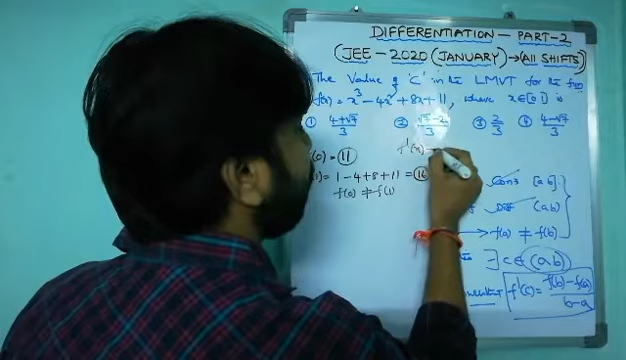 DIFFERENTIATION - PART-2
(JEE - 2020 (JANUARY) → (All SHIFTS)
The Value of 'C' in the LMVT for the fun
f(x) = x³ - 4x² + 8x + 11, where x∈[0 1] is
① 4+√7/3 ② √7-2/3 ③ 2/3 ④ 4-√7/3
f(0) = 11
f(1) = 1 - 4 + 8 + 11 = 16
f(0) ≠ f(1)
f'(x) =
Cons [a b]
Diff (a b)
→ f(a) ≠ f(b)
∃ c ∈ (a b)
f'(c) = f(b) - f(a)/b - a